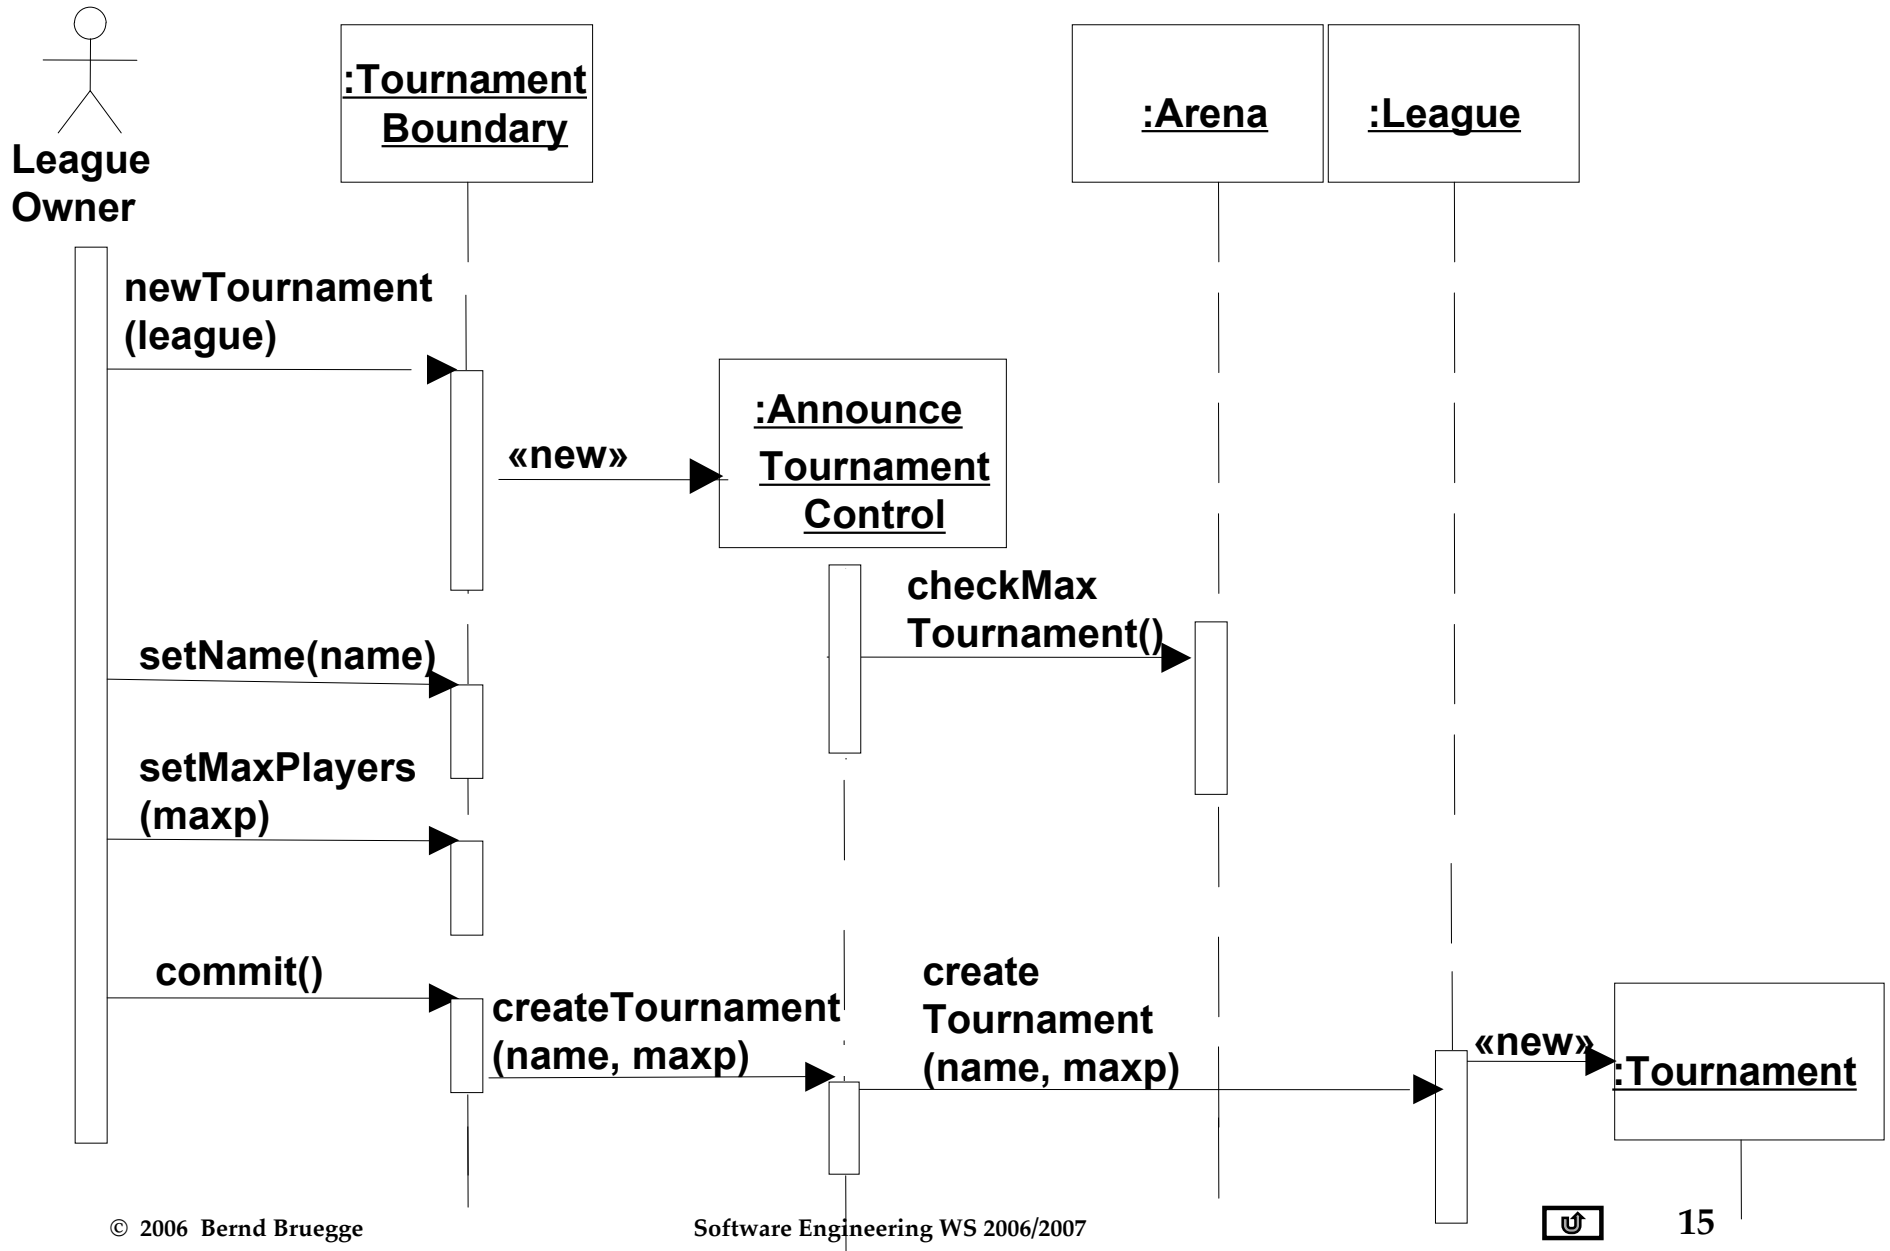 League
Owner
:Tournament
Boundary
:Arena
:League
newTournament
(league)
«new»
:Announce
Tournament
Control
checkMax
Tournament()
setName(name)
setMaxPlayers
(maxp)
commit()
createTournament
(name, maxp)
create
Tournament
(name, maxp)
«new»
:Tournament
© 2006 Bernd Bruegge
Software Engineering WS 2006/2007
15